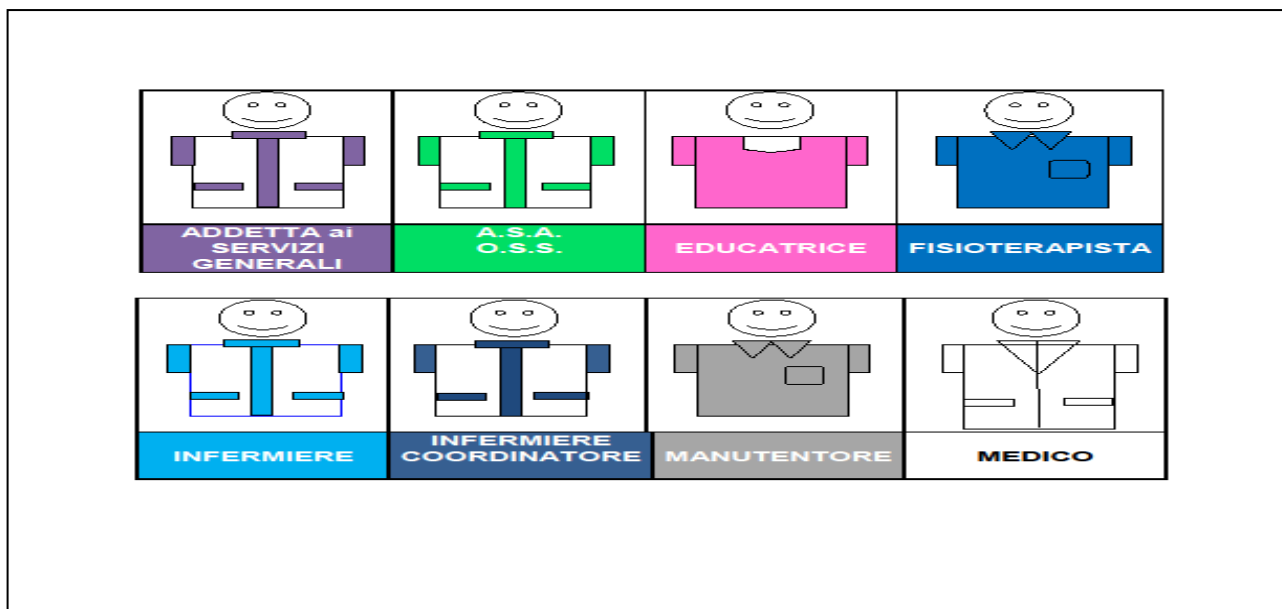 ADDETTA ai
SERVIZI
GENERALI
A.S.A.
O.S.S.
EDUCATRICE
FISIOTERAPISTA
INFERMIERE
INFERMIERE
COORDINATORE
MANUTENTORE
MEDICO